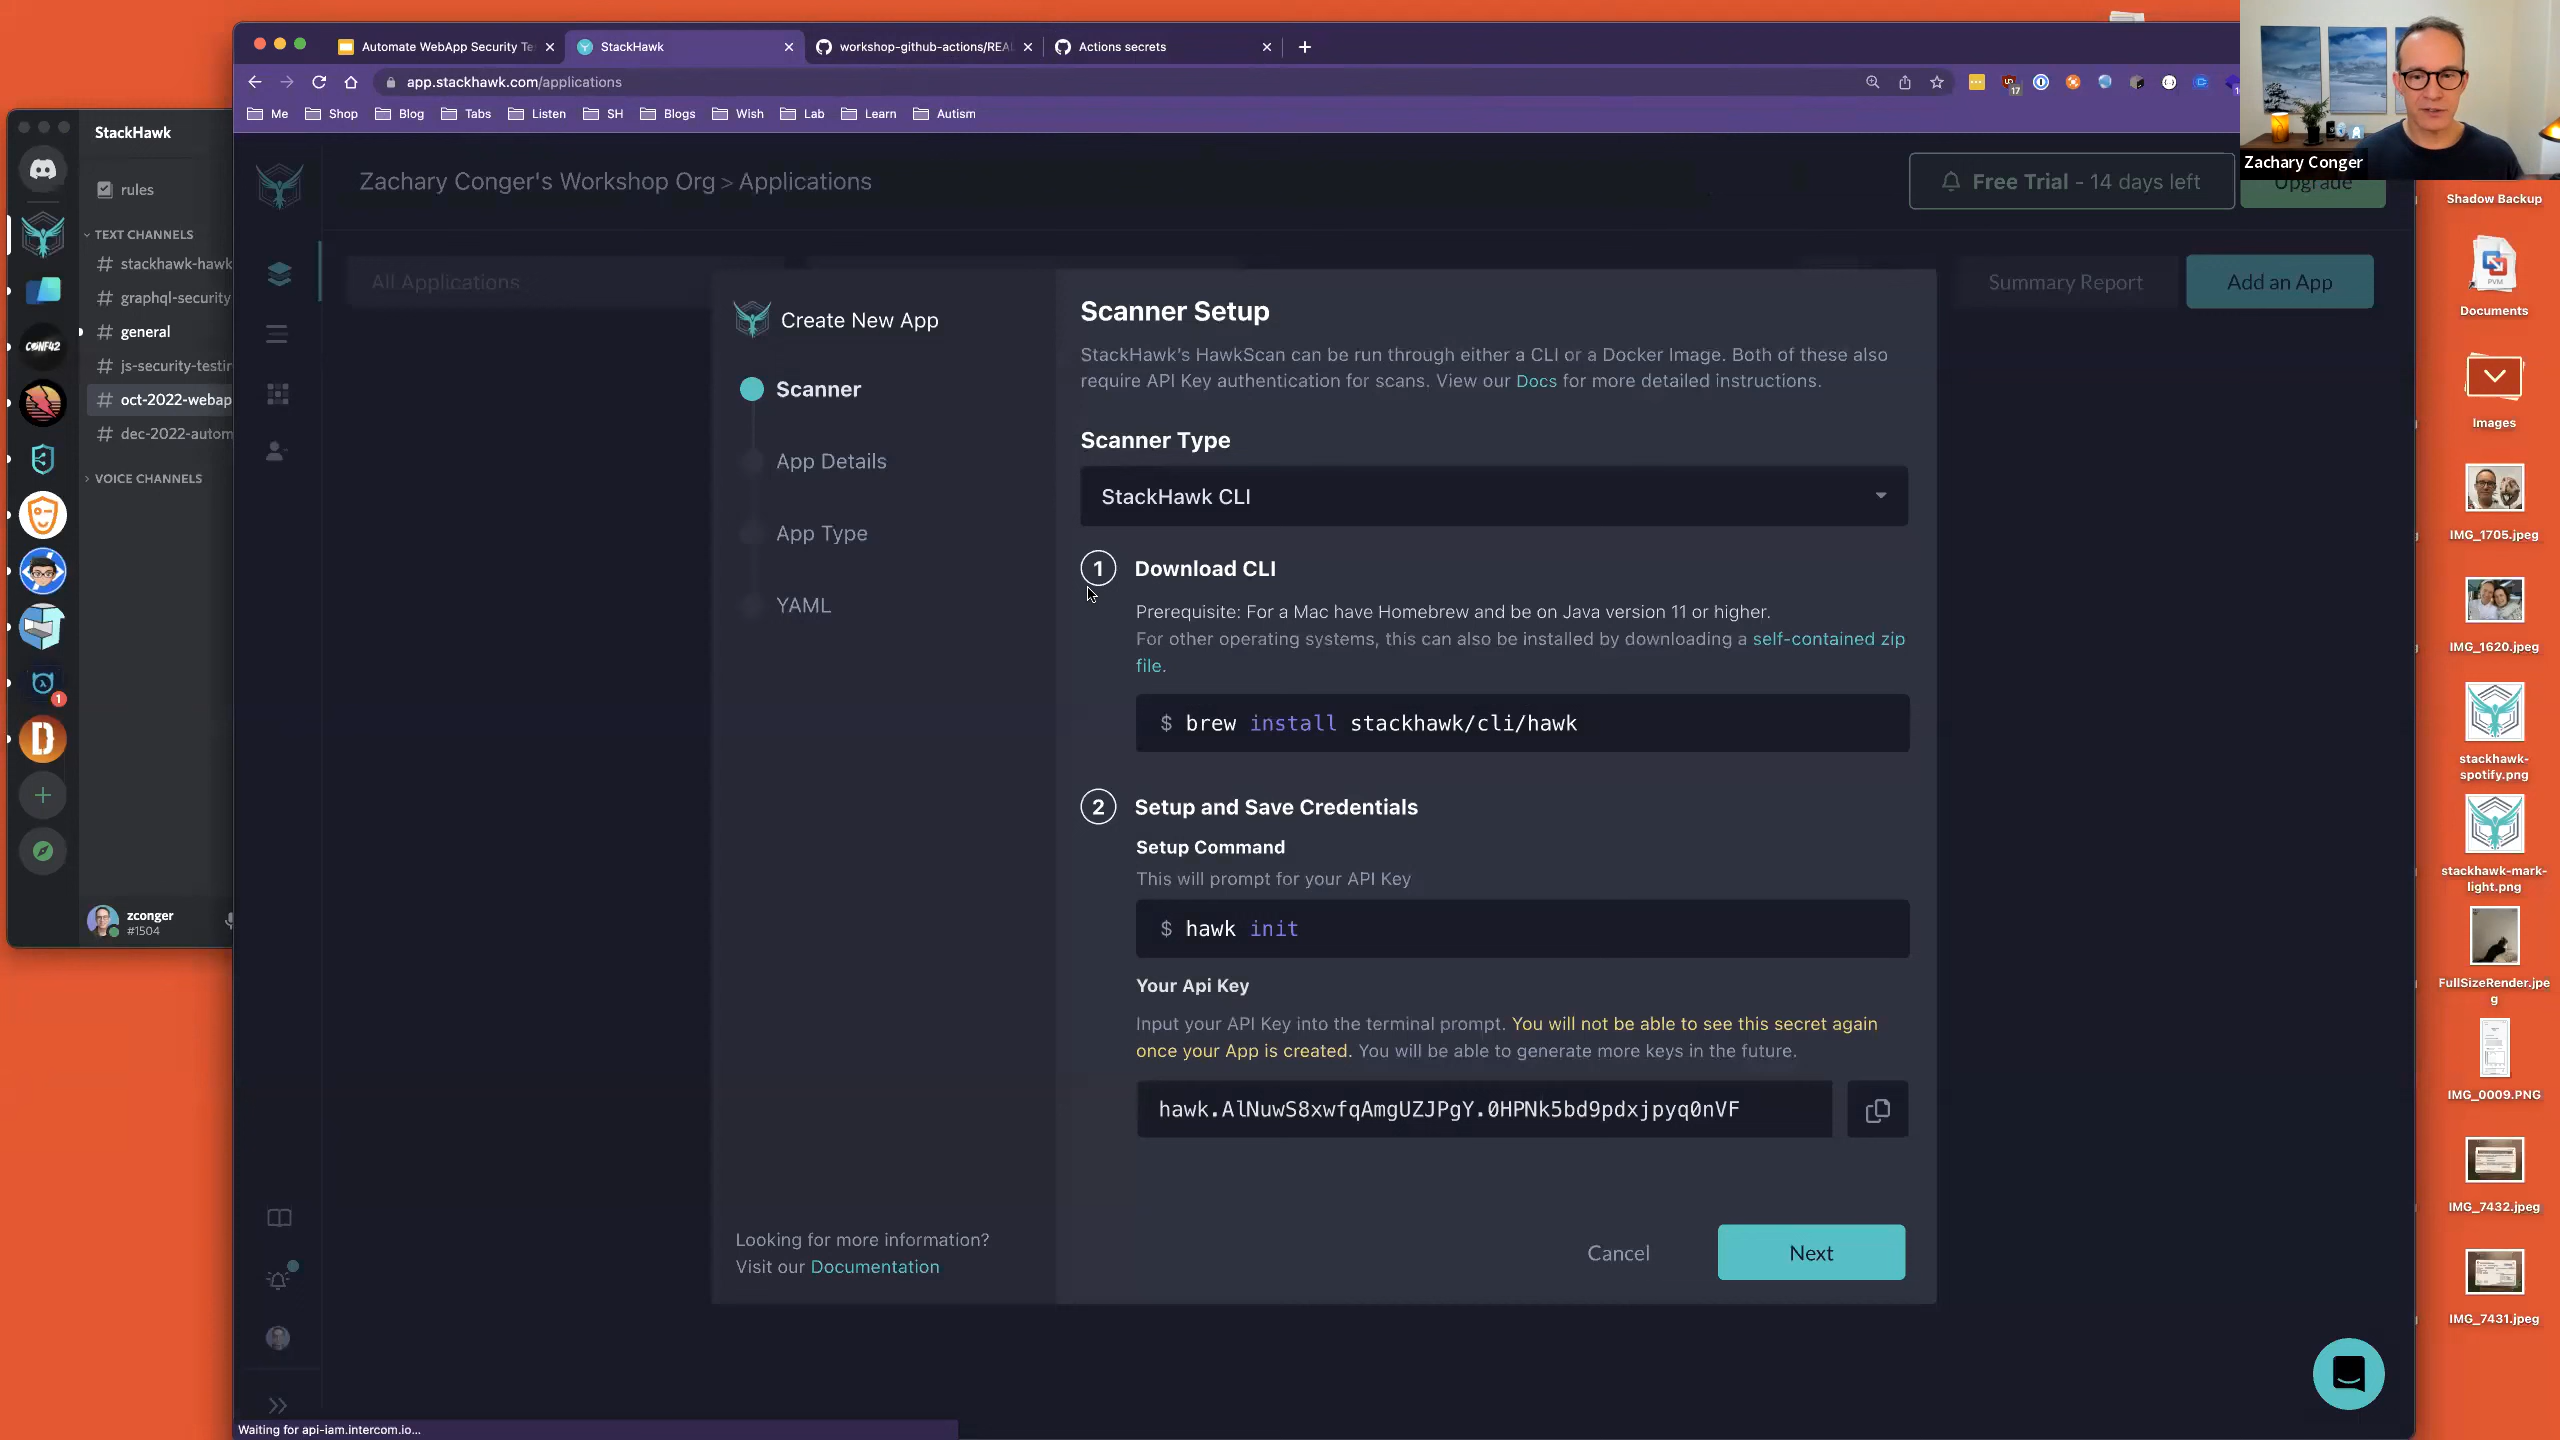 Automate WebApp Security Te
StackHawk
workshop-github-actions/REA
Actions secrets
app.stackhawk.com/applications
17
Me
Shop
Blog
Tabs
Listen
SH
Blogs
Wish
Lab
Learn
Autism
Zachary Conger
StackHawk
rules
TEXT CHANNELS
stackhawk-hawk
graphql-security
general
js-security-testin
oct-2022-webap
dec-2022-autom
VOICE CHANNELS
CONF42
1
zconger
#1504
Zachary Conger's Workshop Org > Applications
Free Trial - 14 days left
Upgrade
All Applications
Summary Report
Add an App
Create New App
Scanner
App Details
App Type
YAML
Looking for more information?
Visit our Documentation
Scanner Setup
StackHawk's HawkScan can be run through either a CLI or a Docker Image. Both of these also
require API Key authentication for scans. View our Docs for more detailed instructions.
Scanner Type
StackHawk CLI
1 Download CLI
Prerequisite: For a Mac have Homebrew and be on Java version 11 or higher.
For other operating systems, this can also be installed by downloading a self-contained zip
file.
$ brew install stackhawk/cli/hawk
2 Setup and Save Credentials
Setup Command
This will prompt for your API Key
$ hawk init
Your Api Key
Input your API Key into the terminal prompt. You will not be able to see this secret again
once your App is created. You will be able to generate more keys in the future.
hawk.AlNuwS8xwfqAmgUZJPgY.0HPNk5bd9pdxjpyq0nVF
Cancel
Next
Waiting for api-iam.intercom.io...
Shadow Backup
PVM
Documents
Images
IMG_1705.jpeg
IMG_1620.jpeg
stackhawk-
spotify.png
stackhawk-mark-
light.png
FullSizeRender.jpe
g
IMG_0009.PNG
IMG_7432.jpeg
IMG_7431.jpeg